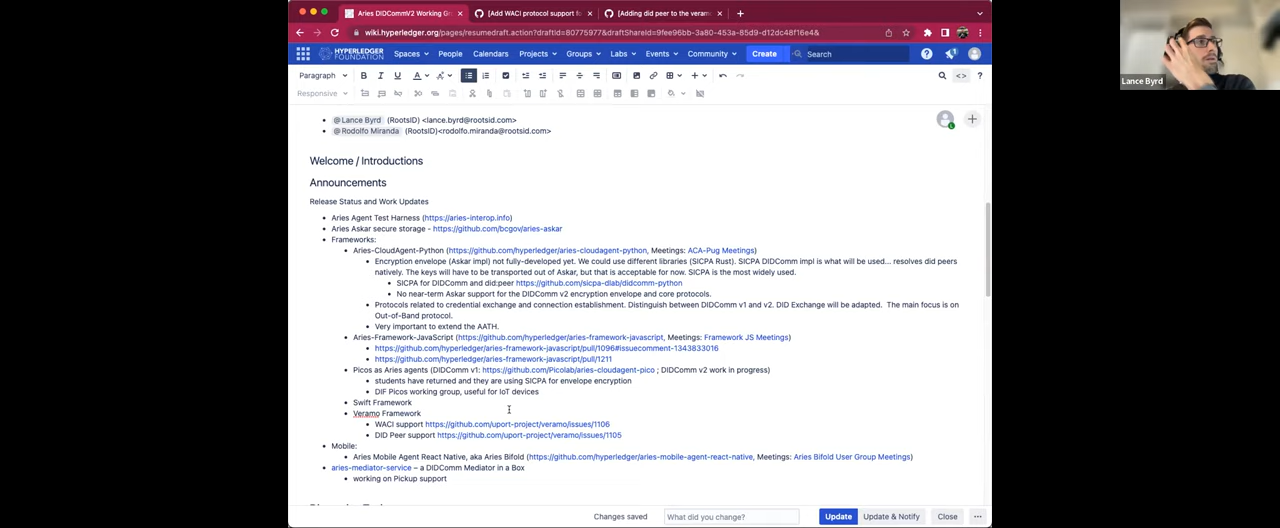 Aries DIDCommV2 Working Gr
[Add WACI protocol support fo
[Adding did peer to the veram
wiki.hyperledger.org/pages/resumedraft.action?draftId=80775977&draftShareId=9fee96bb-3a80-453a-85d9-d12dc48f16e4&
HYPERLEDGER FOUNDATION
Spaces People Calendars Projects Groups Labs Events Community Create Search
Paragraph B I U A
Responsive
@Lance Byrd (RootsID) <lance.byrd@rootsid.com>
@Rodolfo Miranda (RootsID)<rodolfo.miranda@rootsid.com>
Welcome / Introductions
Announcements
Release Status and Work Updates
Aries Agent Test Harness (https://aries-interop.info)
Aries Askar secure storage - https://github.com/bcgov/aries-askar
Frameworks:
Aries-CloudAgent-Python (https://github.com/hyperledger/aries-cloudagent-python, Meetings: ACA-Pug Meetings)
Encryption envelope (Askar impl) not fully-developed yet. We could use different libraries (SICPA Rust). SICPA DIDComm impl is what will be used... resolves did peers
natively. The keys will have to be transported out of Askar, but that is acceptable for now. SICPA is the most widely used.
SICPA for DIDComm and did:peer https://github.com/sicpa-dlab/didcomm-python
No near-term Askar support for the DIDComm v2 encryption envelope and core protocols.
Protocols related to credential exchange and connection establishment. Distinguish between DIDComm v1 and v2. DID Exchange will be adapted. The main focus is on
Out-of-Band protocol.
Very important to extend the AATH.
Aries-Framework-JavaScript (https://github.com/hyperledger/aries-framework-javascript, Meetings: Framework JS Meetings)
https://github.com/hyperledger/aries-framework-javascript/pull/1096#issuecomment-1343833016
https://github.com/hyperledger/aries-framework-javascript/pull/1211
Picos as Aries agents (DIDComm v1: https://github.com/Picolab/aries-cloudagent-pico ; DIDComm v2 work in progress)
students have returned and they are using SICPA for envelope encryption
DIF Picos working group, useful for IoT devices
Swift Framework
Veramo Framework
WACI support https://github.com/uport-project/veramo/issues/1106
DID Peer support https://github.com/uport-project/veramo/issues/1105
Mobile:
Aries Mobile Agent React Native, aka Aries Bifold (https://github.com/hyperledger/aries-mobile-agent-react-native, Meetings: Aries Bifold User Group Meetings)
aries-mediator-service – a DIDComm Mediator in a Box
working on Pickup support
Changes saved What did you change? Update Update & Notify Close
Lance Byrd